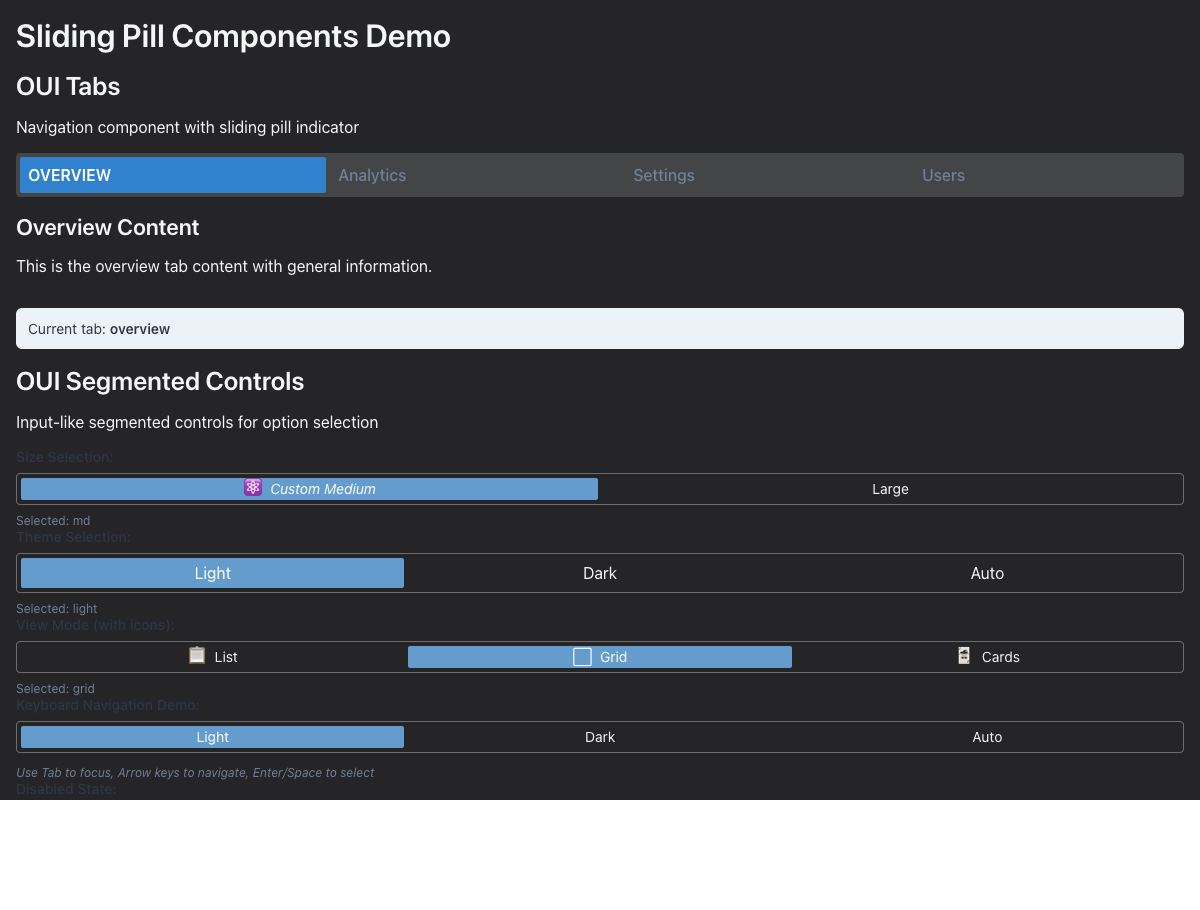 Sliding Pill Components Demo
OUI Tabs
Navigation component with sliding pill indicator
OVERVIEW Analytics Settings Users
Overview Content
This is the overview tab content with general information.
Current tab: overview
OUI Segmented Controls
Input-like segmented controls for option selection
Size Selection:
Custom Medium Large
Selected: md
Theme Selection:
Light Dark Auto
Selected: light
View Mode (with icons):
List Grid Cards
Selected: grid
Keyboard Navigation Demo:
Light Dark Auto
Use Tab to focus, Arrow keys to navigate, Enter/Space to select
Disabled State: